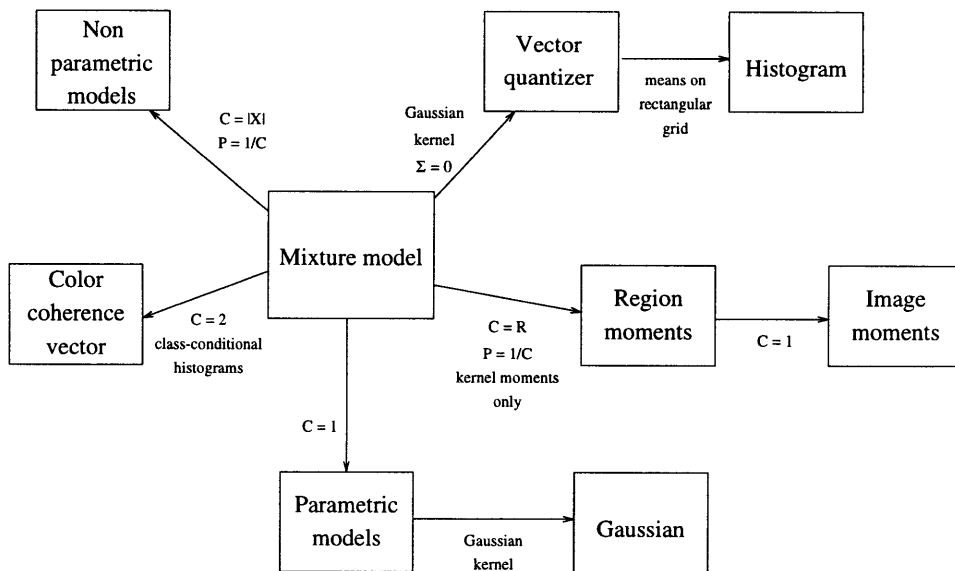 Non
parametric
models
Vector
quantizer
means on
rectangular
grid
Histogram
C = |X|
P = 1/C
Gaussian
kernel
Σ = 0
Mixture model
Color
coherence
vector
C = 2
class-conditional
histograms
C = R
P = 1/C
kernel moments
only
Region
moments
C = 1
Image
moments
C = 1
Parametric
models
Gaussian
kernel
Gaussian